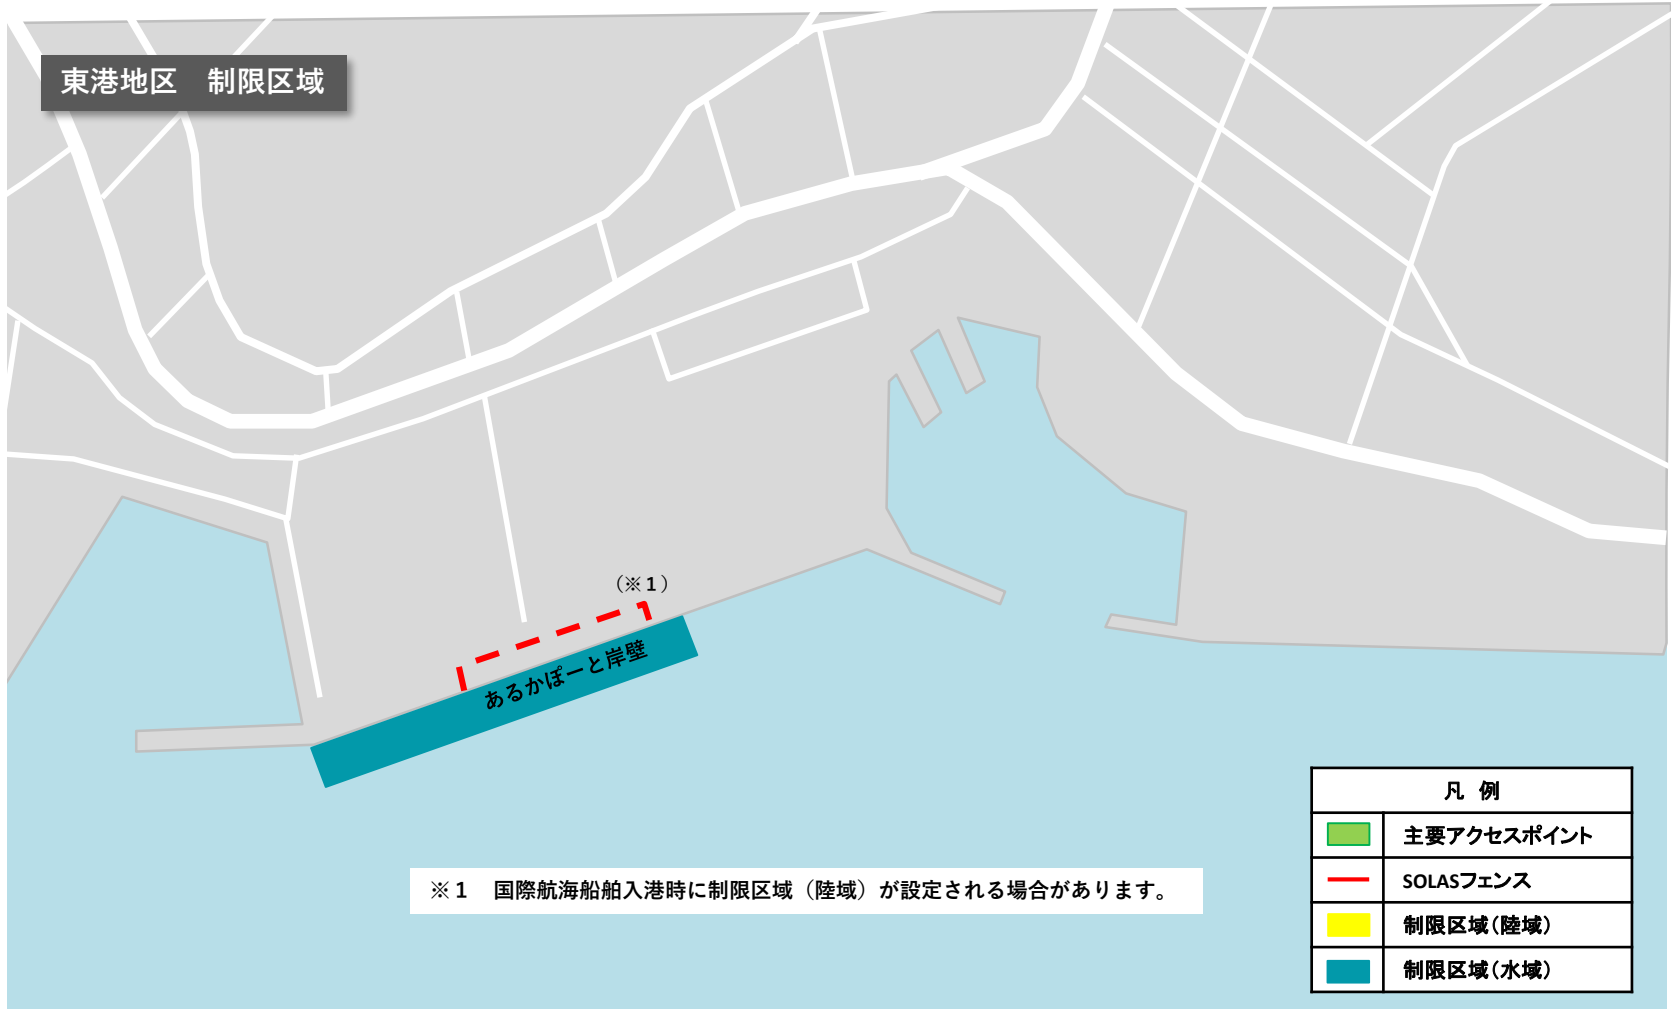 東港地区　制限区域
（※１）
あるかぽーと岸壁
※１　国際航海船舶入港時に制限区域（陸域）が設定される場合があります。
凡 例
主要アクセスポイント
SOLASフェンス
制限区域（陸域）
制限区域（水域）